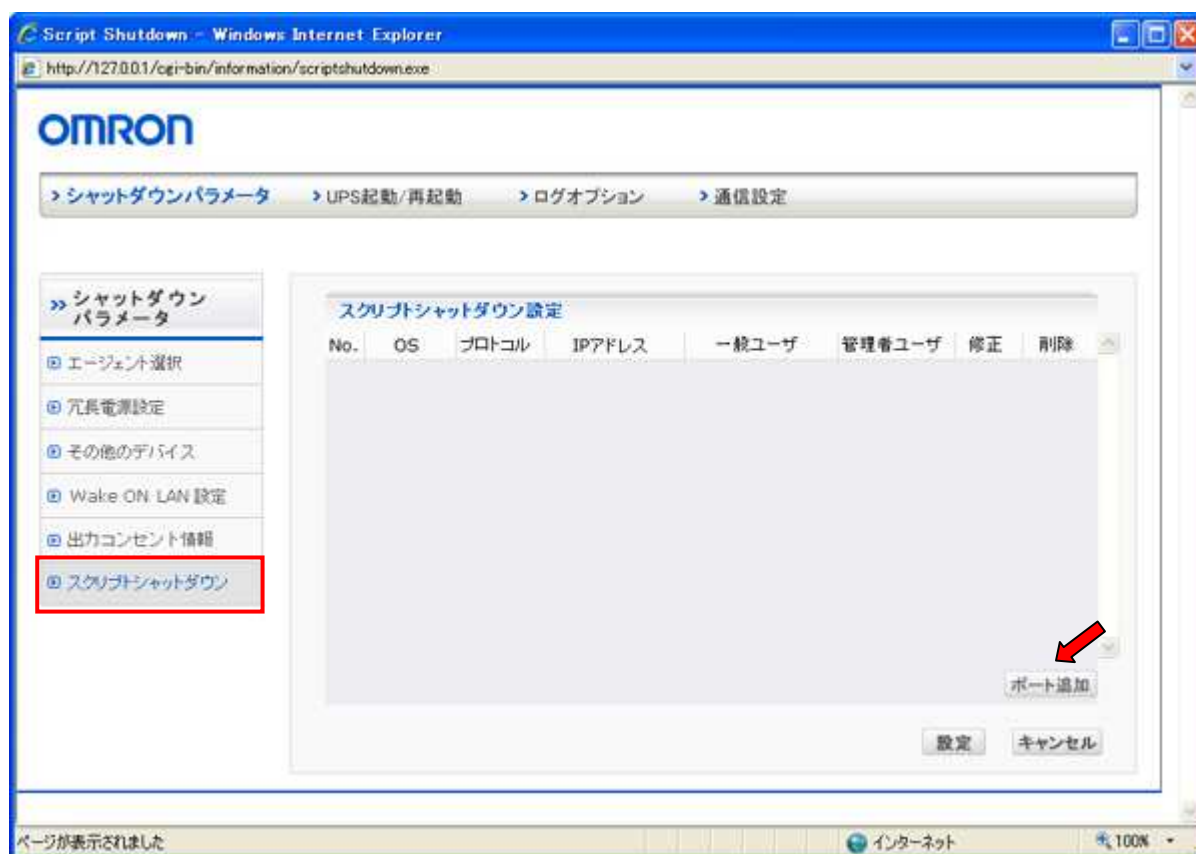 Script Shutdown - Windows Internet Explorer
http://127.0.0.1/cgi-bin/information/scriptshutdown.exe
OMRON
シャットダウンパラメータ UPS起動/再起動 ログオプション 通信設定
シャットダウン
パラメータ
エージェント選択
冗長電源設定
その他のデバイス
Wake ON LAN 設定
出力コンセント情報
スクリプトシャットダウン
スクリプトシャットダウン設定
No. OS プロトコル IPアドレス 一般ユーザ 管理者ユーザ 修正 削除
ポート追加
設定 キャンセル
ページが表示されました インターネット 100%